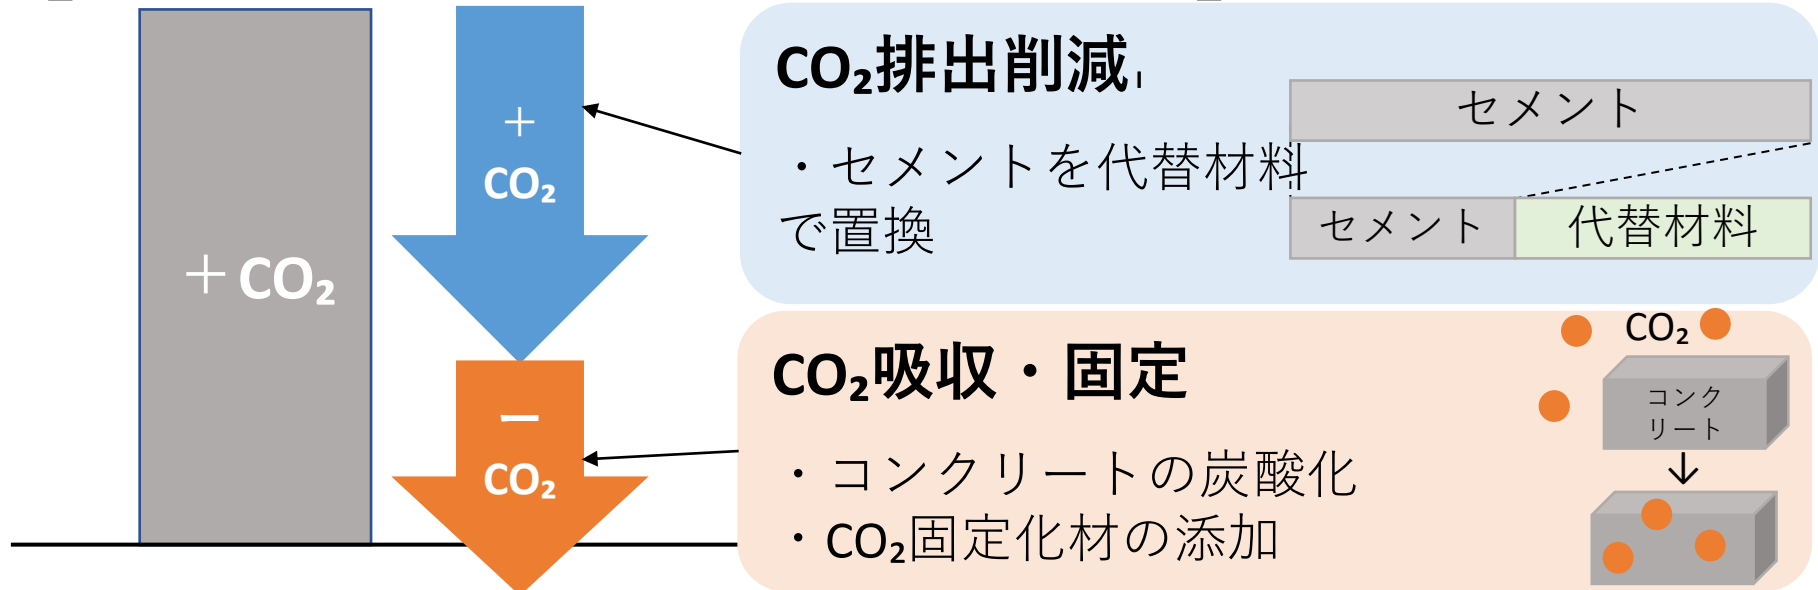 ＋CO₂
＋
CO₂
CO₂排出削減
・セメントを代替材料
で置換
セメント
セメント
代替材料
－
CO₂
CO₂吸収・固定
・コンクリートの炭酸化
・CO₂固定化材の添加
CO₂
コンク
リート